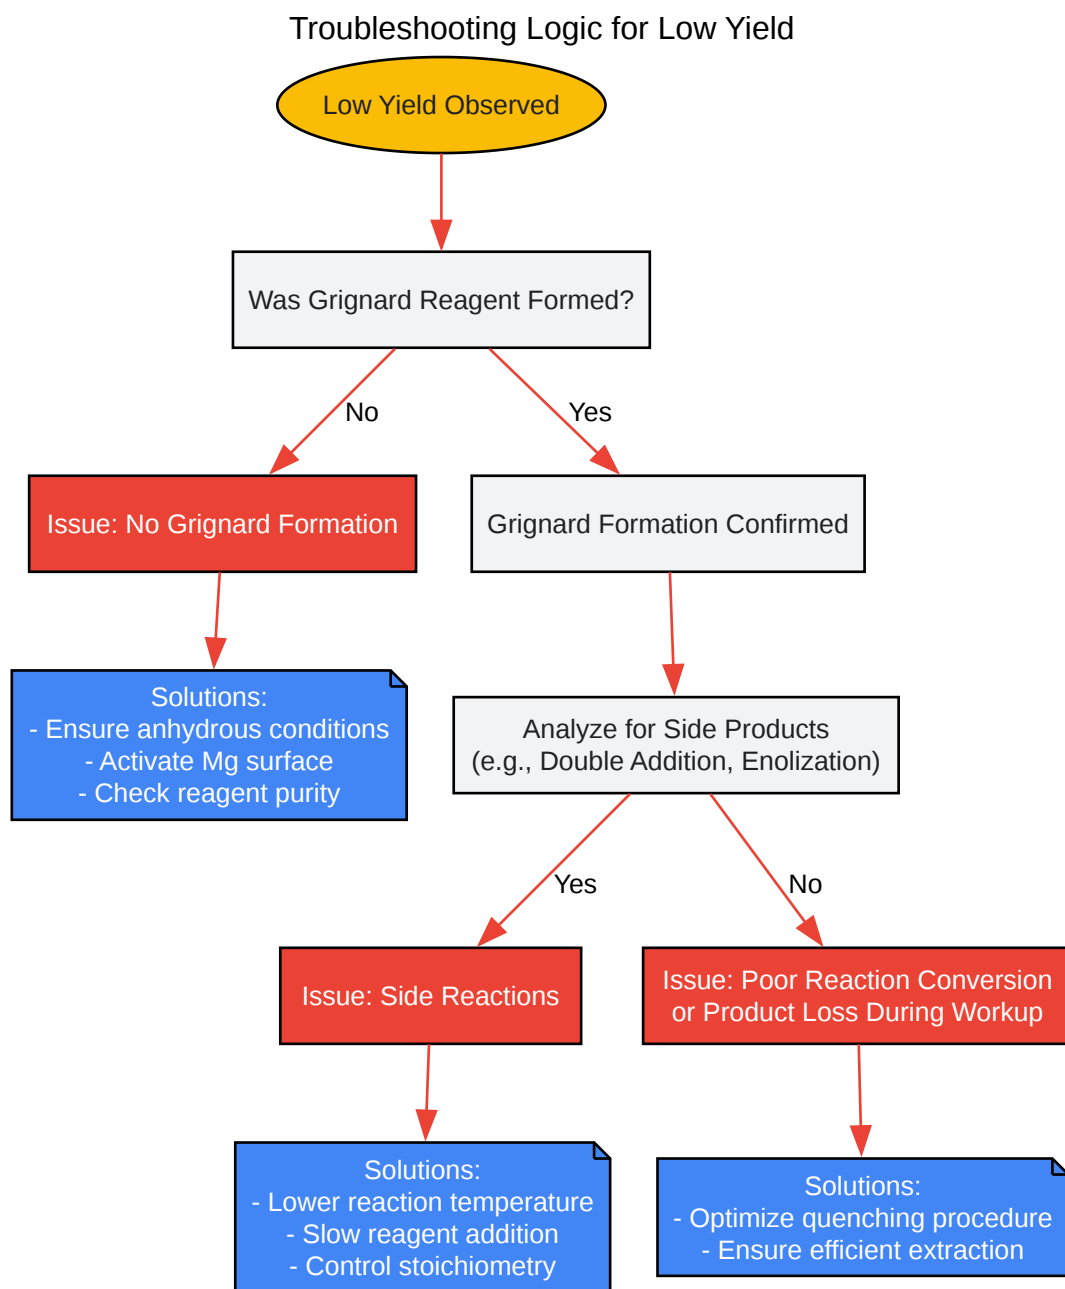 Troubleshooting Logic for Low Yield
Low Yield Observed
Was Grignard Reagent Formed?
No
Yes
Issue: No Grignard Formation
Grignard Formation Confirmed
Solutions:
- Ensure anhydrous conditions
- Activate Mg surface
- Check reagent purity
Analyze for Side Products
(e.g., Double Addition, Enolization)
Yes
No
Issue: Side Reactions
Issue: Poor Reaction Conversion
or Product Loss During Workup
Solutions:
- Lower reaction temperature
- Slow reagent addition
- Control stoichiometry
Solutions:
- Optimize quenching procedure
- Ensure efficient extraction